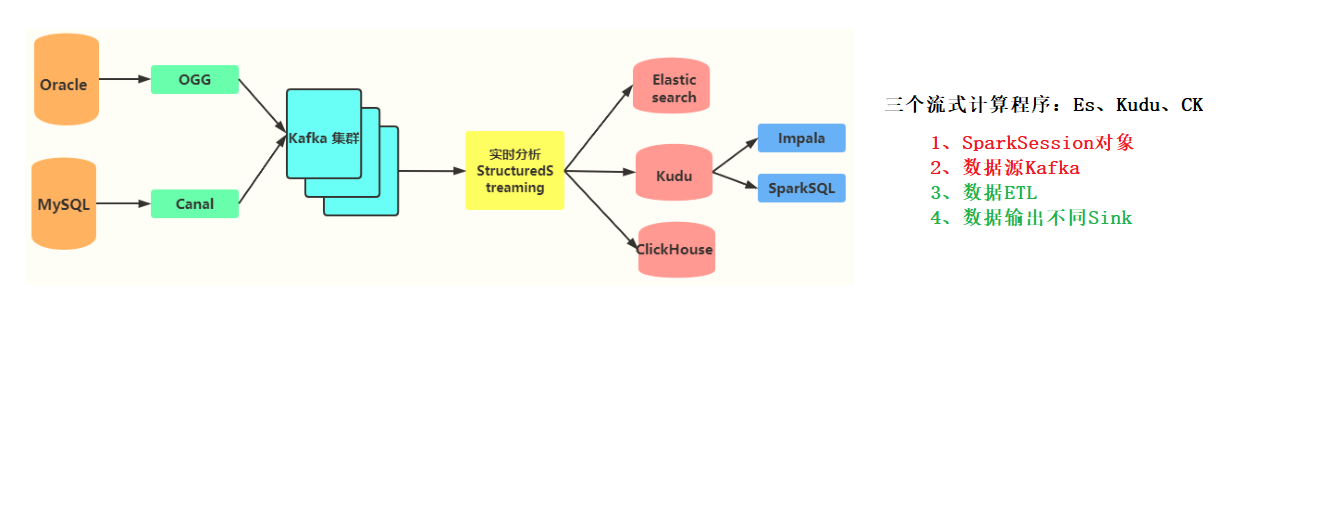 Oracle
OGG
MySQL
Canal
Kafka 集群
实时分析
StructuredS
treaming
Elastic
search
Kudu
ClickHouse
Impala
SparkSQL
三个流式计算程序：Es、Kudu、CK
1、SparkSession对象
2、数据源Kafka
3、数据ETL
4、数据输出不同Sink